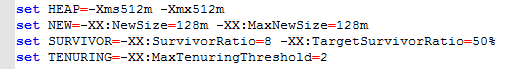 set HEAP=-Xms512m -Xmx512m
set NEW=-XX:NewSize=128m -XX:MaxNewSize=128m
set SURVIVOR=-XX:SurvivorRatio=8 -XX:TargetSurvivorRatio=50%
set TENURING=-XX:MaxTenuringThreshold=2